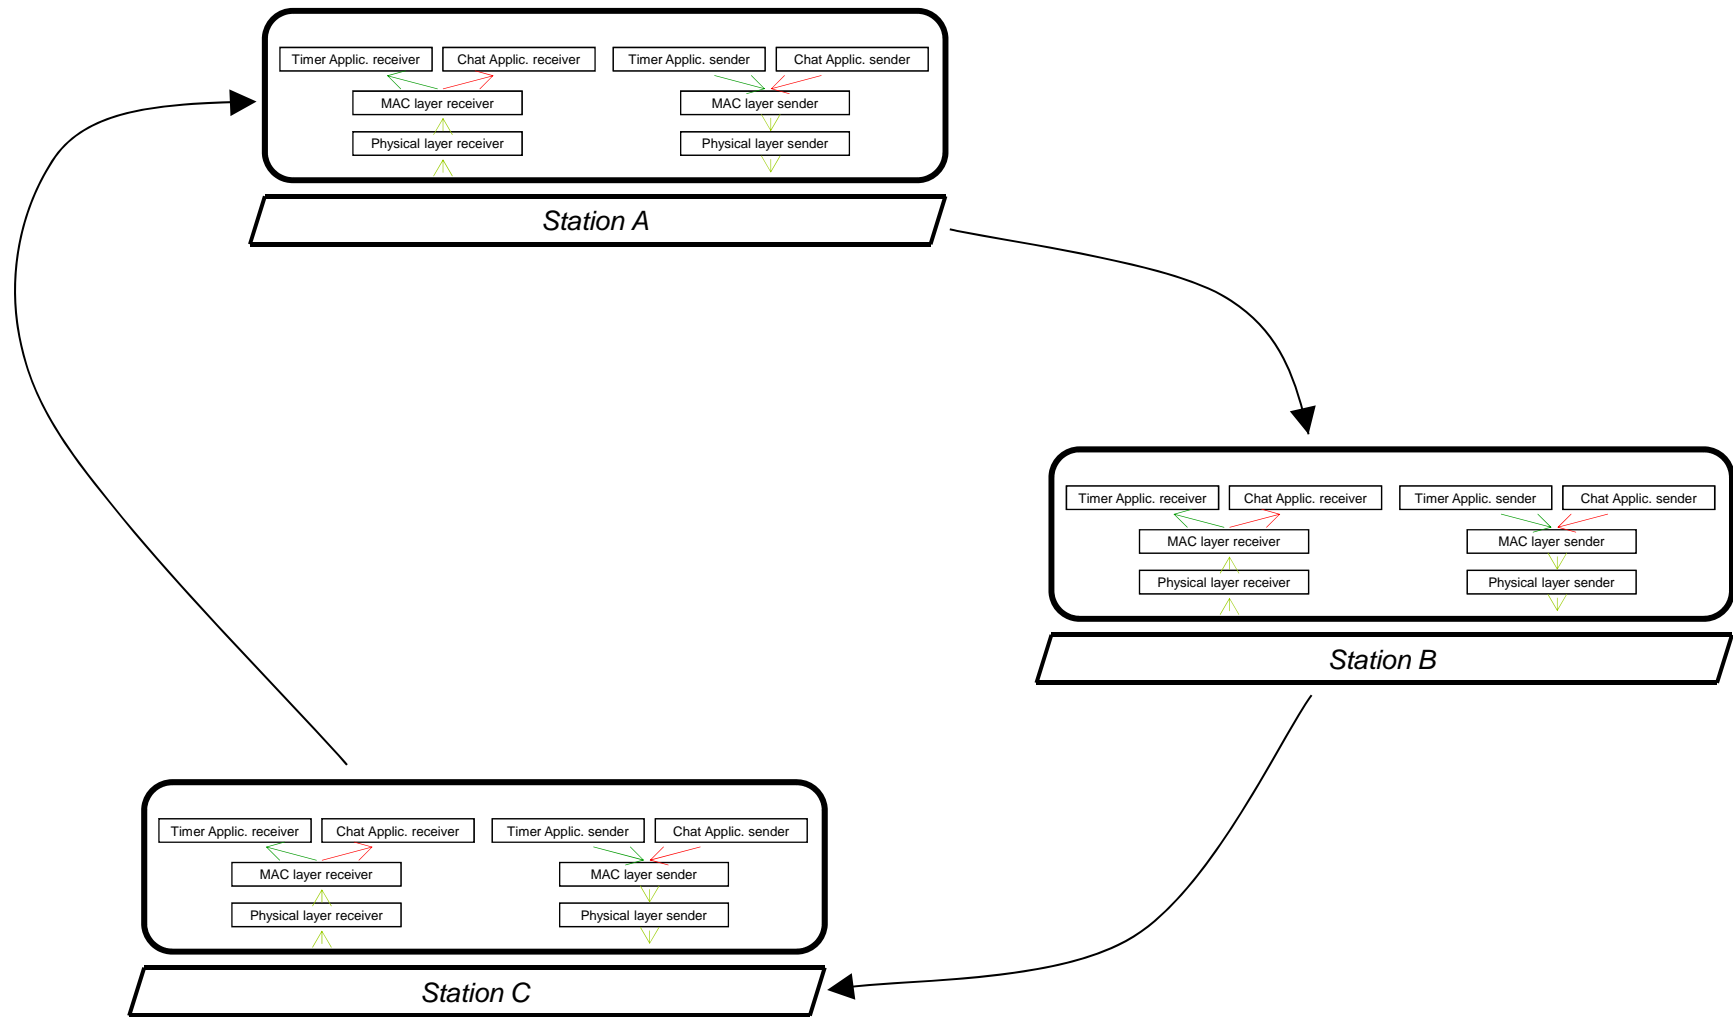 Timer Applic. receiver
Chat Applic. receiver
Timer Applic. sender
Chat Applic. sender
MAC layer receiver
MAC layer sender
Physical layer receiver
Physical layer sender
Station A
Timer Applic. receiver
Chat Applic. receiver
Timer Applic. sender
Chat Applic. sender
MAC layer receiver
MAC layer sender
Physical layer receiver
Physical layer sender
Station B
Timer Applic. receiver
Chat Applic. receiver
Timer Applic. sender
Chat Applic. sender
MAC layer receiver
MAC layer sender
Physical layer receiver
Physical layer sender
Station C